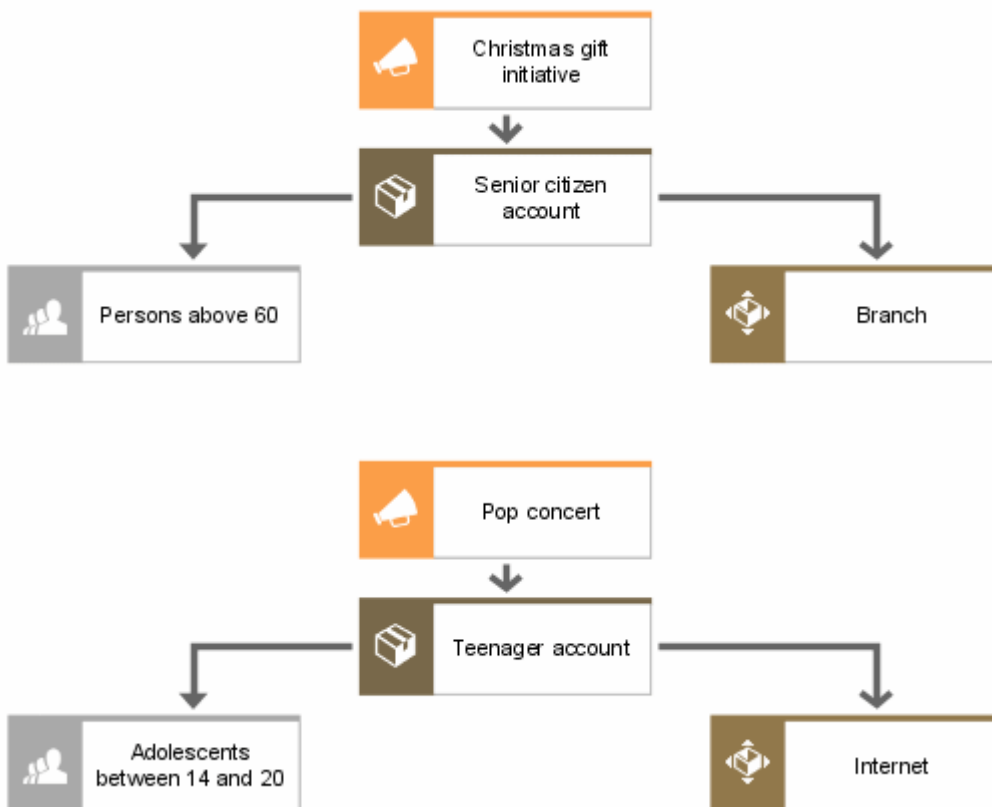 Christmas gift
initiative
Senior citizen
account
Persons above 60
Branch
Pop concert
Teenager account
Adolescents
between 14 and 20
Internet